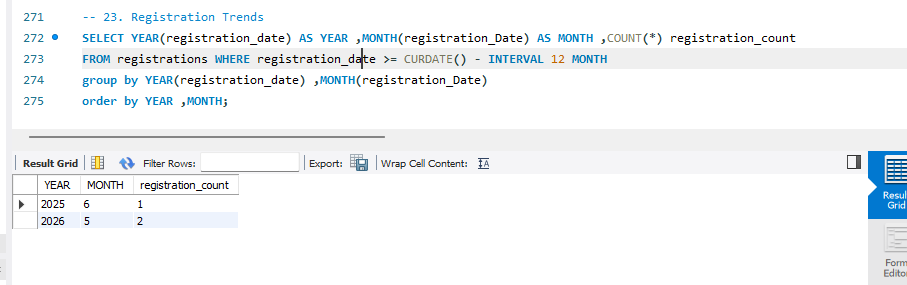 271 -- 23. Registration Trends
272 SELECT YEAR(registration_date) AS YEAR ,MONTH(registration_Date) AS MONTH ,COUNT(*) registration_count
273 FROM registrations WHERE registration_date >= CURDATE() - INTERVAL 12 MONTH
274 group by YEAR(registration_date) ,MONTH(registration_Date)
275 order by YEAR ,MONTH;
Result Grid Filter Rows: Export: Wrap Cell Content: IA
YEAR MONTH registration_count
2025 6 1
2026 5 2
Grid
Form